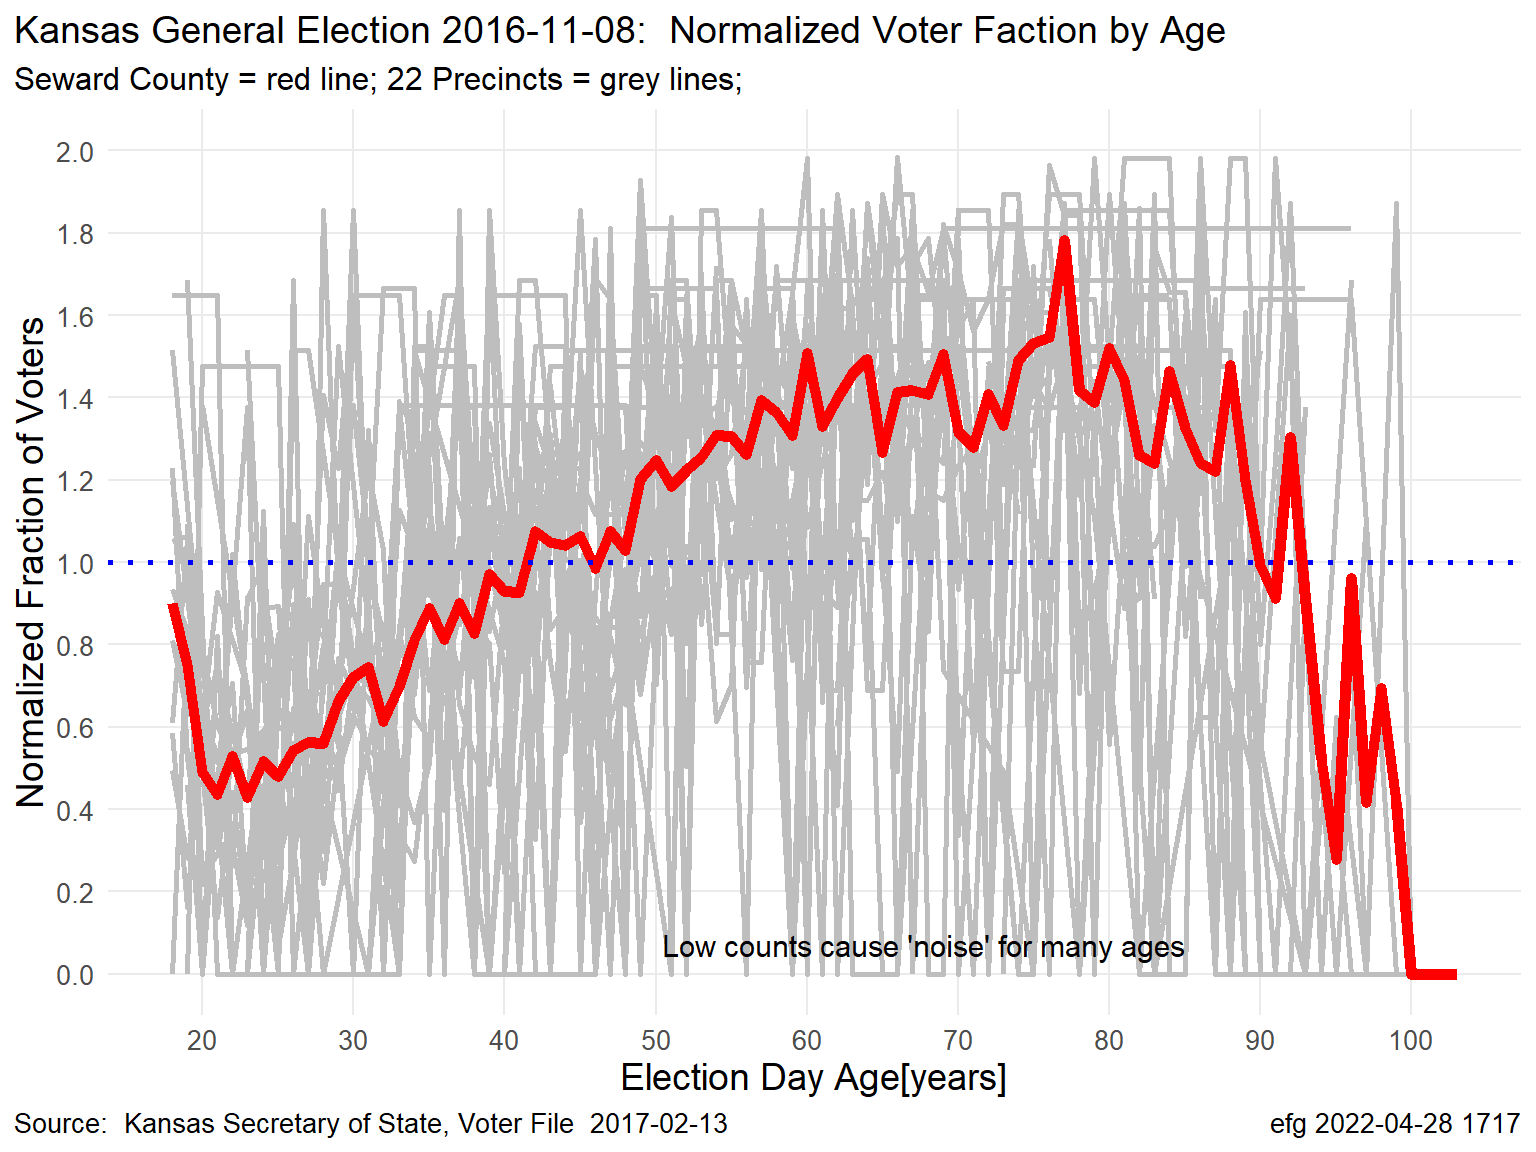 Kansas General Election 2016-11-08:  Normalized Voter Faction by Age
Seward County = red line; 22 Precincts = grey lines;
Normalized Fraction of Voters
2.0
1.8
1.6
1.4
1.2
1.0
0.8
0.6
0.4
0.2
0.0
Low counts cause 'noise' for many ages
20 30 40 50 60 70 80 90 100
Election Day Age[years]
Source:  Kansas Secretary of State, Voter File  2017-02-13
efg 2022-04-28 1717